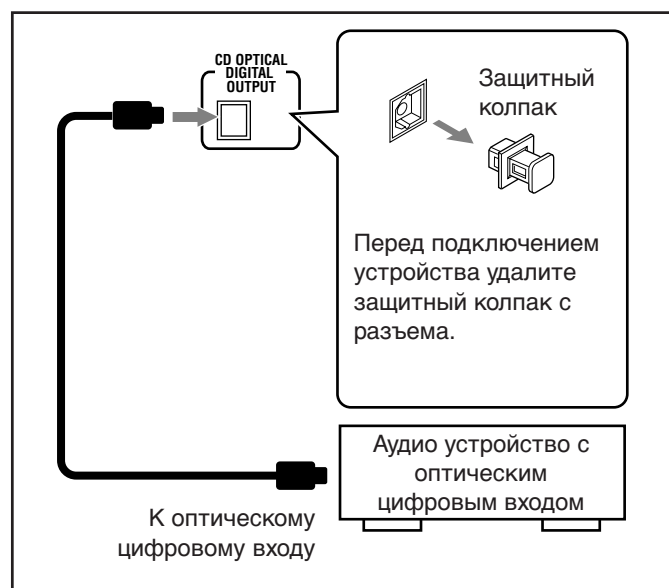 CD OPTICAL
DIGITAL
OUTPUT
Защитный
колпак
Перед подключением
устройства удалите
защитный колпак с
разъема.
Аудио устройство с
оптическим
цифровым входом
К оптическому
цифровому входу